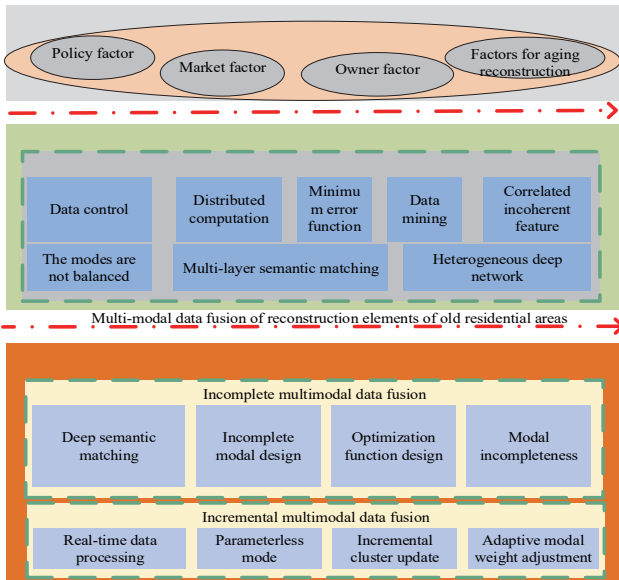 Policy factor
Market factor
Owner factor
Factors for aging
reconstruction
Data control
Distributed
computation
Minimu
m error
function
Data
mining
Correlated
incoherent
feature
The modes are
not balanced
Multi-layer semantic matching
Heterogeneous deep
network
Multi-modal data fusion of reconstruction elements of old residential areas
Incomplete multimodal data fusion
Deep semantic
matching
Incomplete
modal design
Optimization
function design
Modal
incompleteness
Incremental multimodal data fusion
Real-time data
processing
Parameterless
mode
Incremental
cluster update
Adaptive modal
weight adjustment